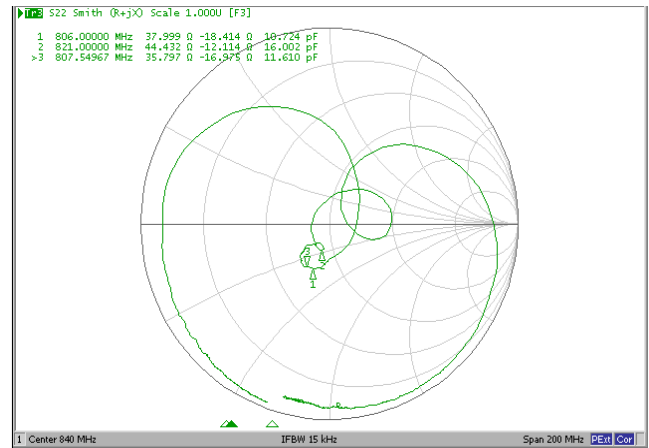 Tr3 S22 Smith (R+jX) Scale 1.000U [F3]
1 806.00000 MHz 37.999 Ω -18.414 Ω 10.724 pF
2 821.00000 MHz 44.432 Ω -12.114 Ω 16.002 pF
>3 807.54967 MHz 35.797 Ω -16.975 Ω 11.610 pF
3
2
1
1 Center 840 MHz IFBW 15 kHz Span 200 MHz PExt Cor